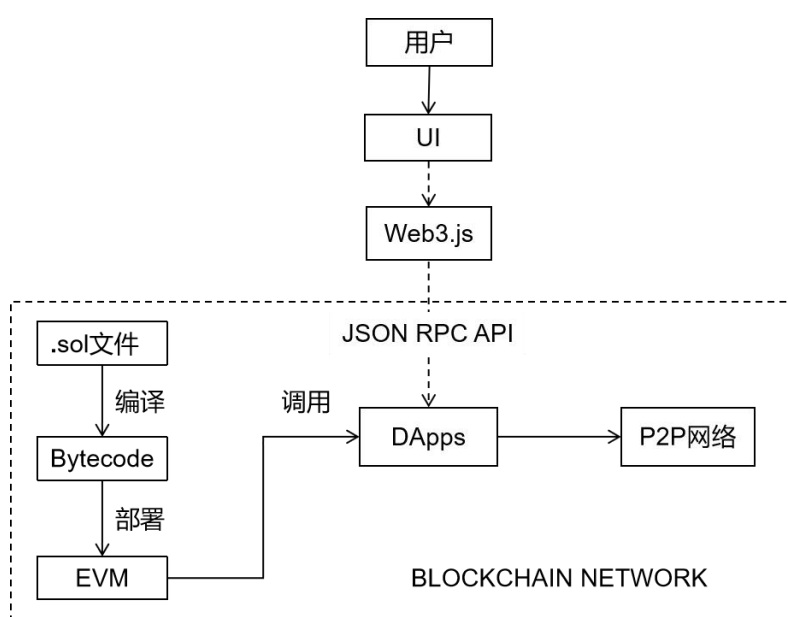 用户
UI
Web3.js
JSON RPC API
.sol文件
编译
调用
Bytecode
DApps
P2P网络
部署
EVM
BLOCKCHAIN NETWORK